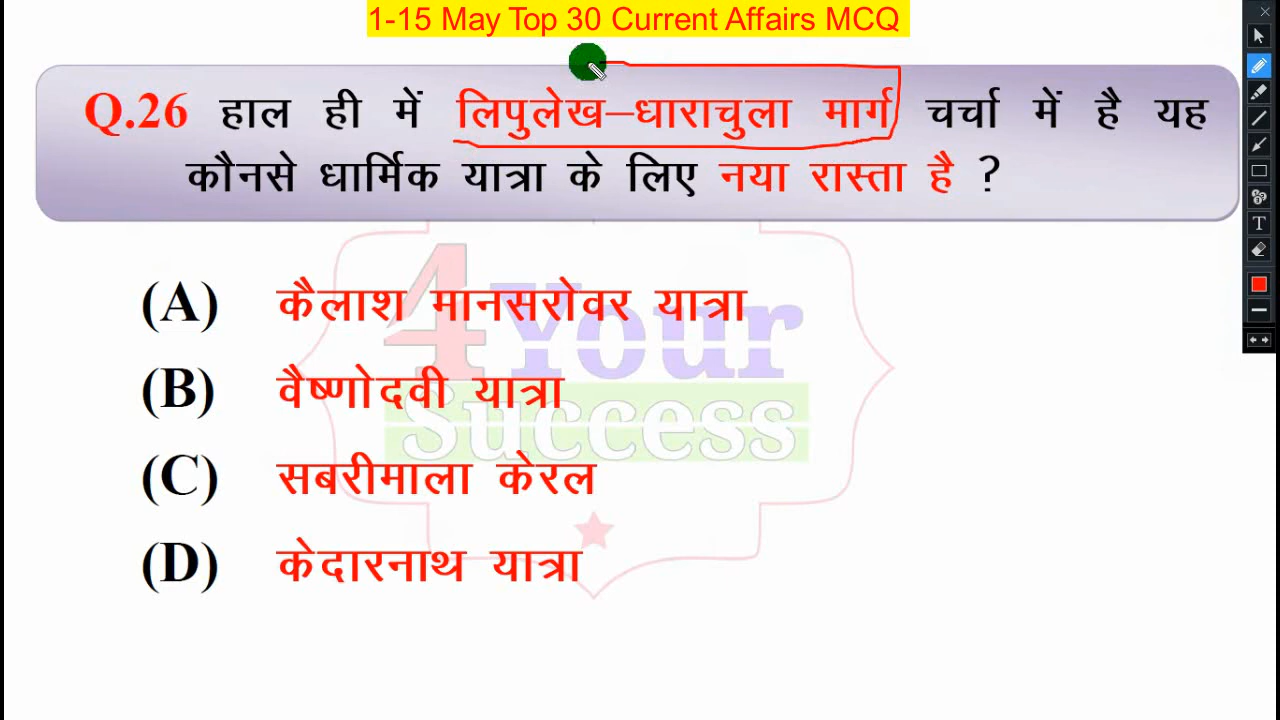 1-15 May Top 30 Current Affairs MCQ
Q.26 हाल ही में लिपुलेख–धाराचुला मार्ग चर्चा में है यह
कौनसे धार्मिक यात्रा के लिए नया रास्ता है ?
(A) कैलाश मानसरोवर यात्रा
(B) वैष्णोदवी यात्रा
(C) सबरीमाला केरल
(D) केदारनाथ यात्रा
4Your
Success
T